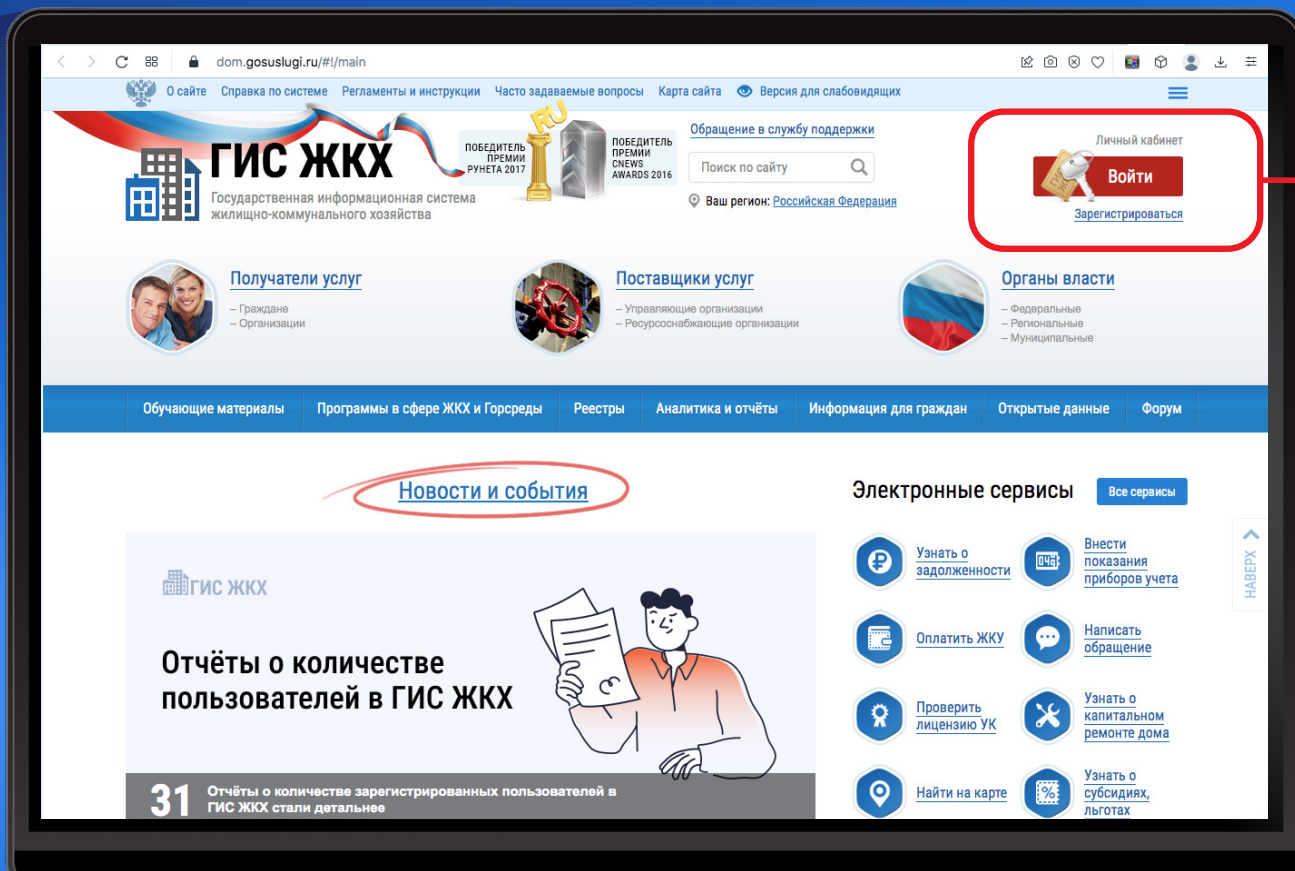 dom.gosuslugi.ru/#!/main
О сайте Справка по системе Регламенты и инструкции Часто задаваемые вопросы Карта сайта Версия для слабовидящих
ГИС ЖКХ
Государственная информационная система
жилищно-коммунального хозяйства
ПОБЕДИТЕЛЬ
ПРЕМИИ
РУНЕТА 2017
RU
ПОБЕДИТЕЛЬ
ПРЕМИИ
CNEWS
AWARDS 2016
Обращение в службу поддержки
Поиск по сайту
Ваш регион: Российская Федерация
Личный кабинет
Войти
Зарегистрироваться
Получатели услуг
– Граждане
– Организации
Поставщики услуг
– Управляющие организации
– Ресурсоснабжающие организации
Органы власти
– Федеральные
– Региональные
– Муниципальные
Обучающие материалы Программы в сфере ЖКХ и Горсреды Реестры Аналитика и отчёты Информация для граждан Открытые данные Форум
Новости и события
ГИС ЖКХ
Отчёты о количестве
пользователей в ГИС ЖКХ
31
Отчёты о количестве зарегистрированных пользователей в
ГИС ЖКХ стали детальнее
Электронные сервисы
Все сервисы
Узнать о
задолженности
Внести
показания
приборов учета
Оплатить ЖКУ
Написать
обращение
Проверить
лицензию УК
Узнать о
капитальном
ремонте дома
Найти на карте
Узнать о
субсидиях,
льготах
НАВЕРХ